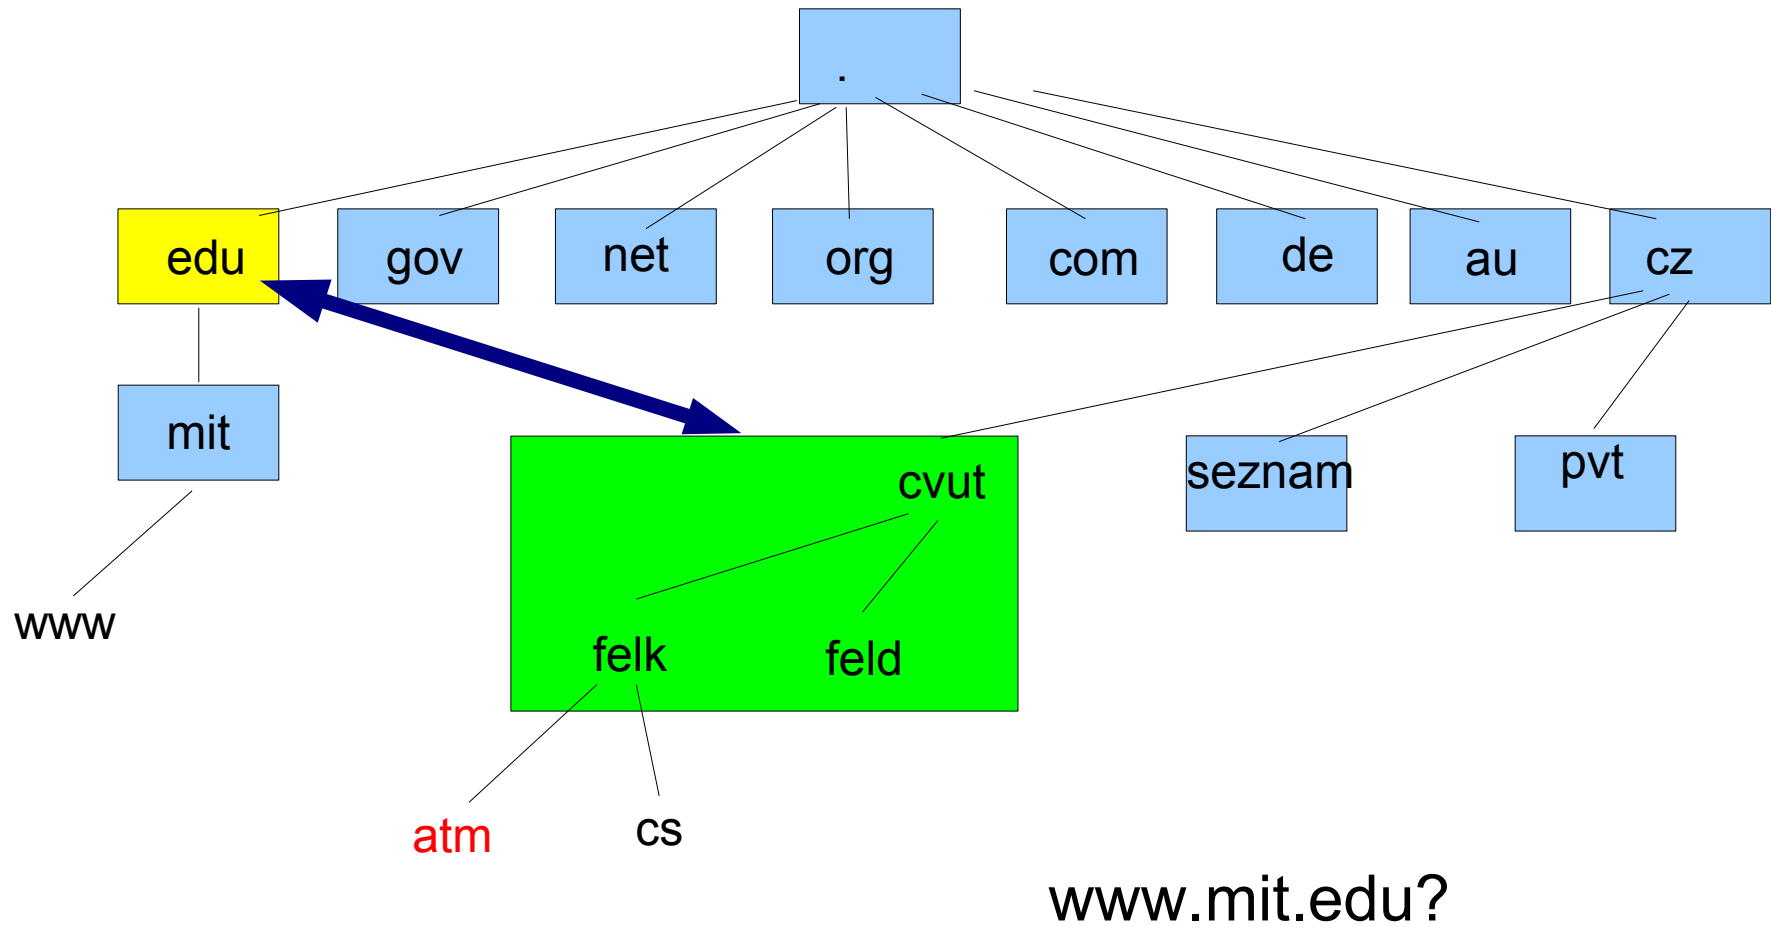 .
edu
gov
net
org
com
de
au
cz
mit
cvut
seznam
pvt
www
felk
feld
atm
cs
www.mit.edu?